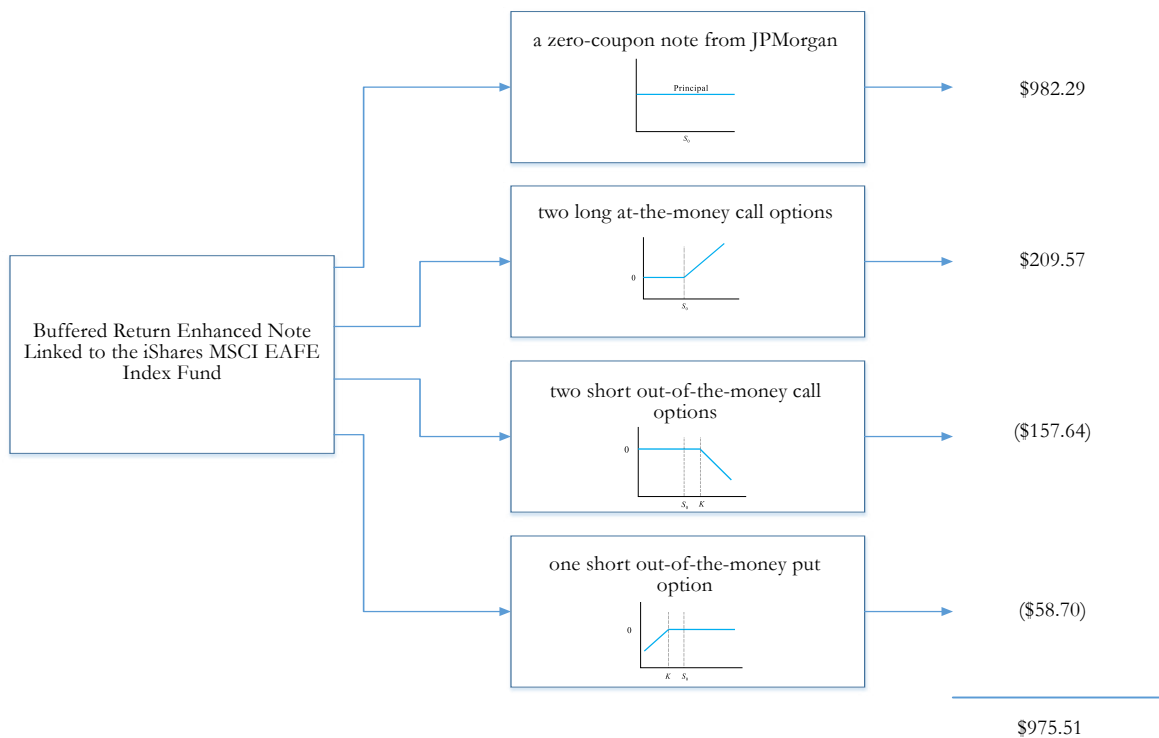 a zero-coupon note from JPMorgan
Principal
S0
$982.29
two long at-the-money call options
0
S0
$209.57
Buffered Return Enhanced Note
Linked to the iShares MSCI EAFE
Index Fund
two short out-of-the-money call
options
0
S0 K
($157.64)
one short out-of-the-money put
option
0
K S0
($58.70)
$975.51